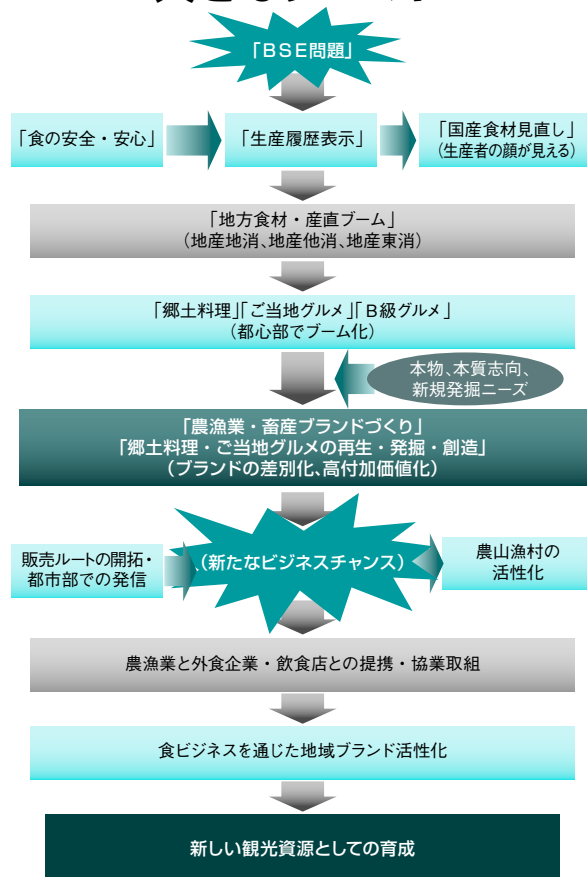 「BSE問題」
「食の安全・安心」
「生産履歴表示」
「国産食材見直し」
（生産者の顔が見える）
「地方食材・産直ブーム」
（地産地消、地産他消、地産東消）
「郷土料理」「ご当地グルメ」「B級グルメ」
（都心部でブーム化）
本物、本質志向、
新規発掘ニーズ
「農漁業・畜産ブランドづくり」
「郷土料理・ご当地グルメの再生・発掘・創造」
（ブランドの差別化、高付加価値化）
販売ルートの開拓・
都市部での発信
（新たなビジネスチャンス）
農山漁村の
活性化
農漁業と外食企業・飲食店との提携・協業取組
食ビジネスを通じた地域ブランド活性化
新しい観光資源としての育成